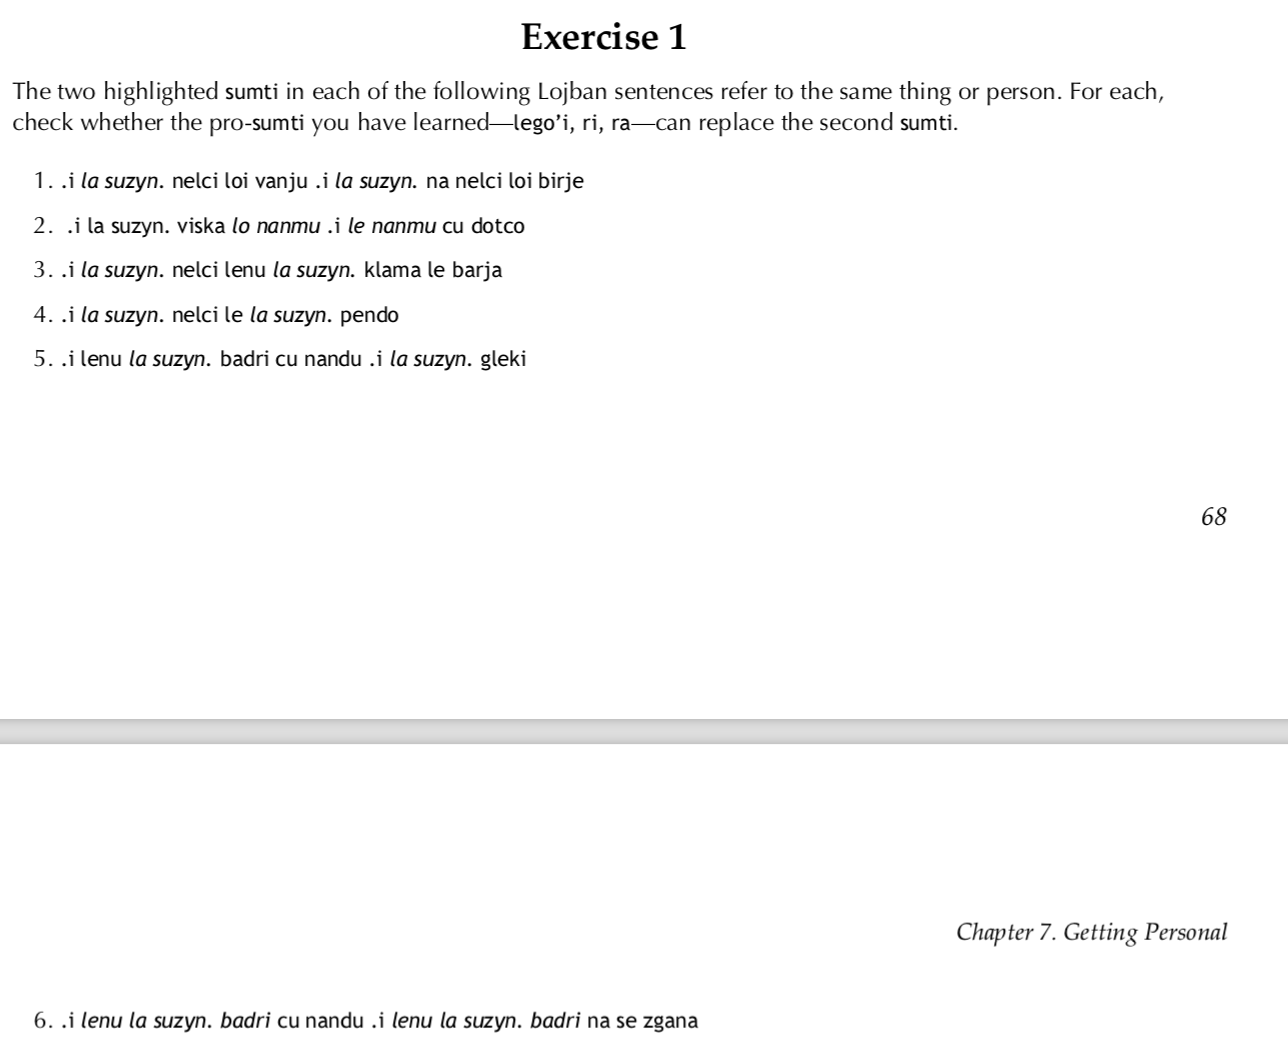 Exercise 1
The two highlighted sumti in each of the following Lojban sentences refer to the same thing or person. For each,
check whether the pro-sumti you have learned—lego’i, ri, ra—can replace the second sumti.
1. .i la suzyn. nelci loi vanju .i la suzyn. na nelci loi birje
2. .i la suzyn. viska lo nanmu .i le nanmu cu dotco
3. .i la suzyn. nelci lenu la suzyn. klama le barja
4. .i la suzyn. nelci le la suzyn. pendo
5. .i lenu la suzyn. badri cu nandu .i la suzyn. gleki
68
Chapter 7. Getting Personal
6. .i lenu la suzyn. badri cu nandu .i lenu la suzyn. badri na se zgana